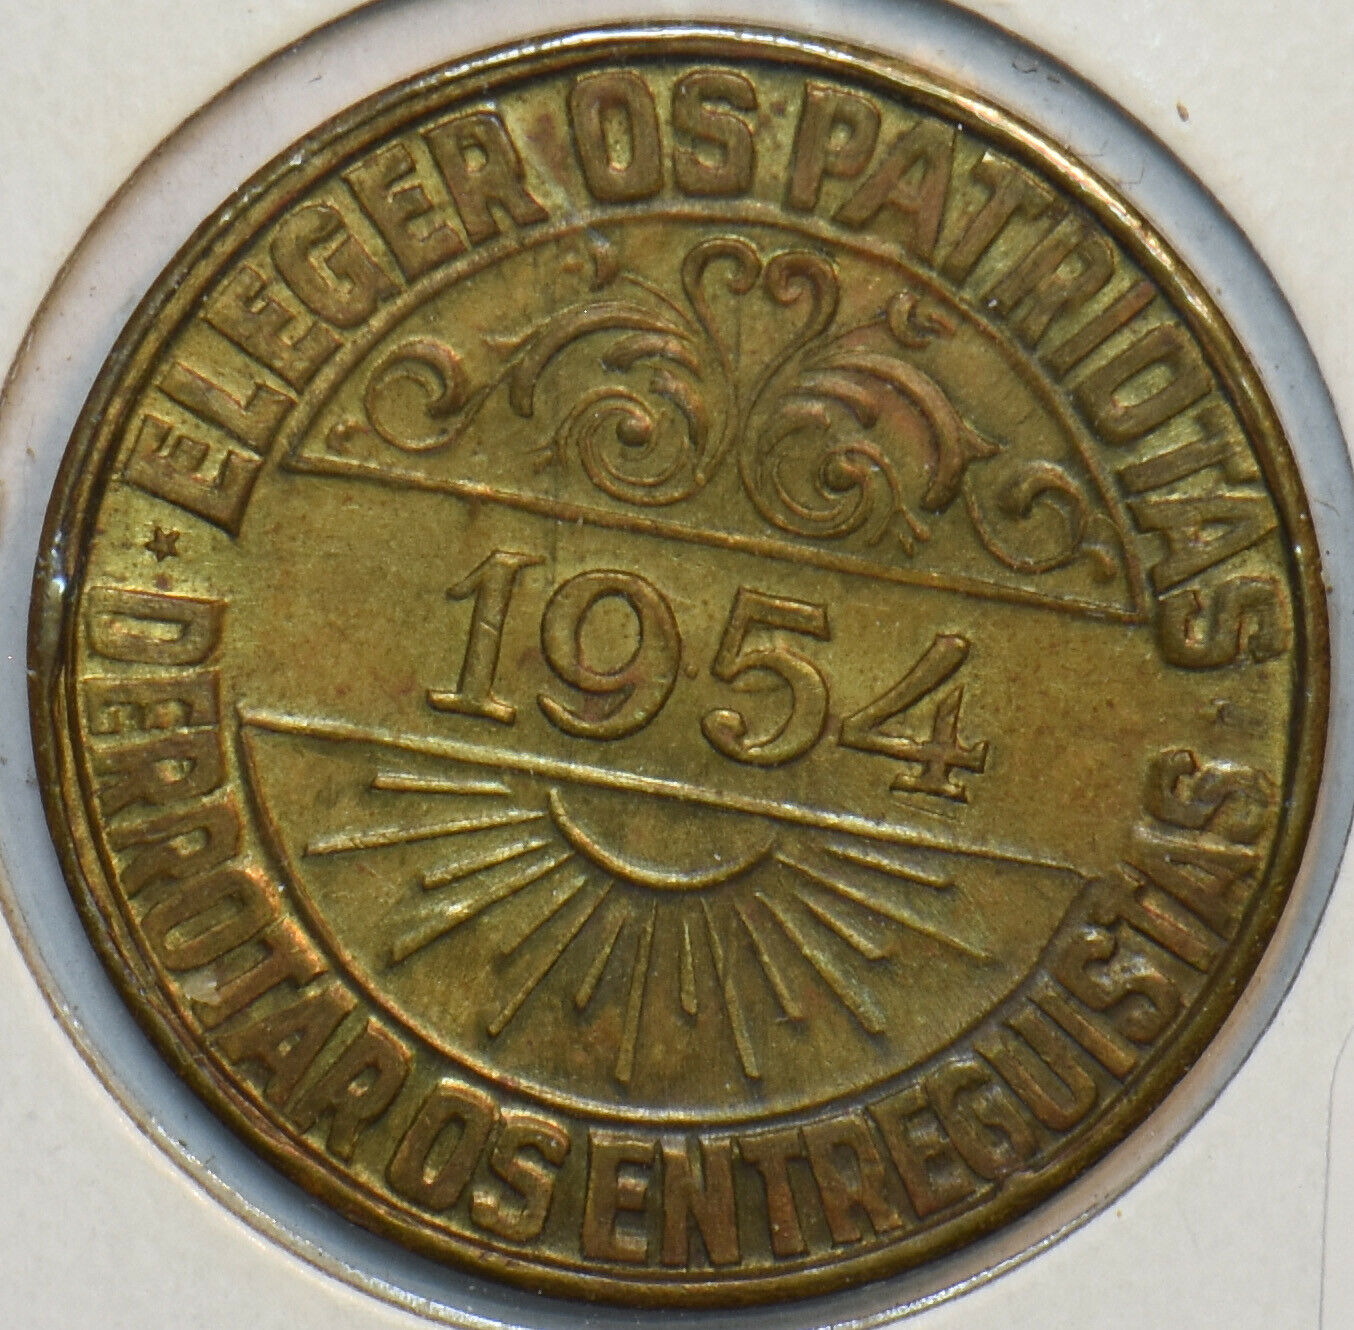 ELEGER OS PATRIOTAS
1954
DERROTAR OS ENTREGUISTAS